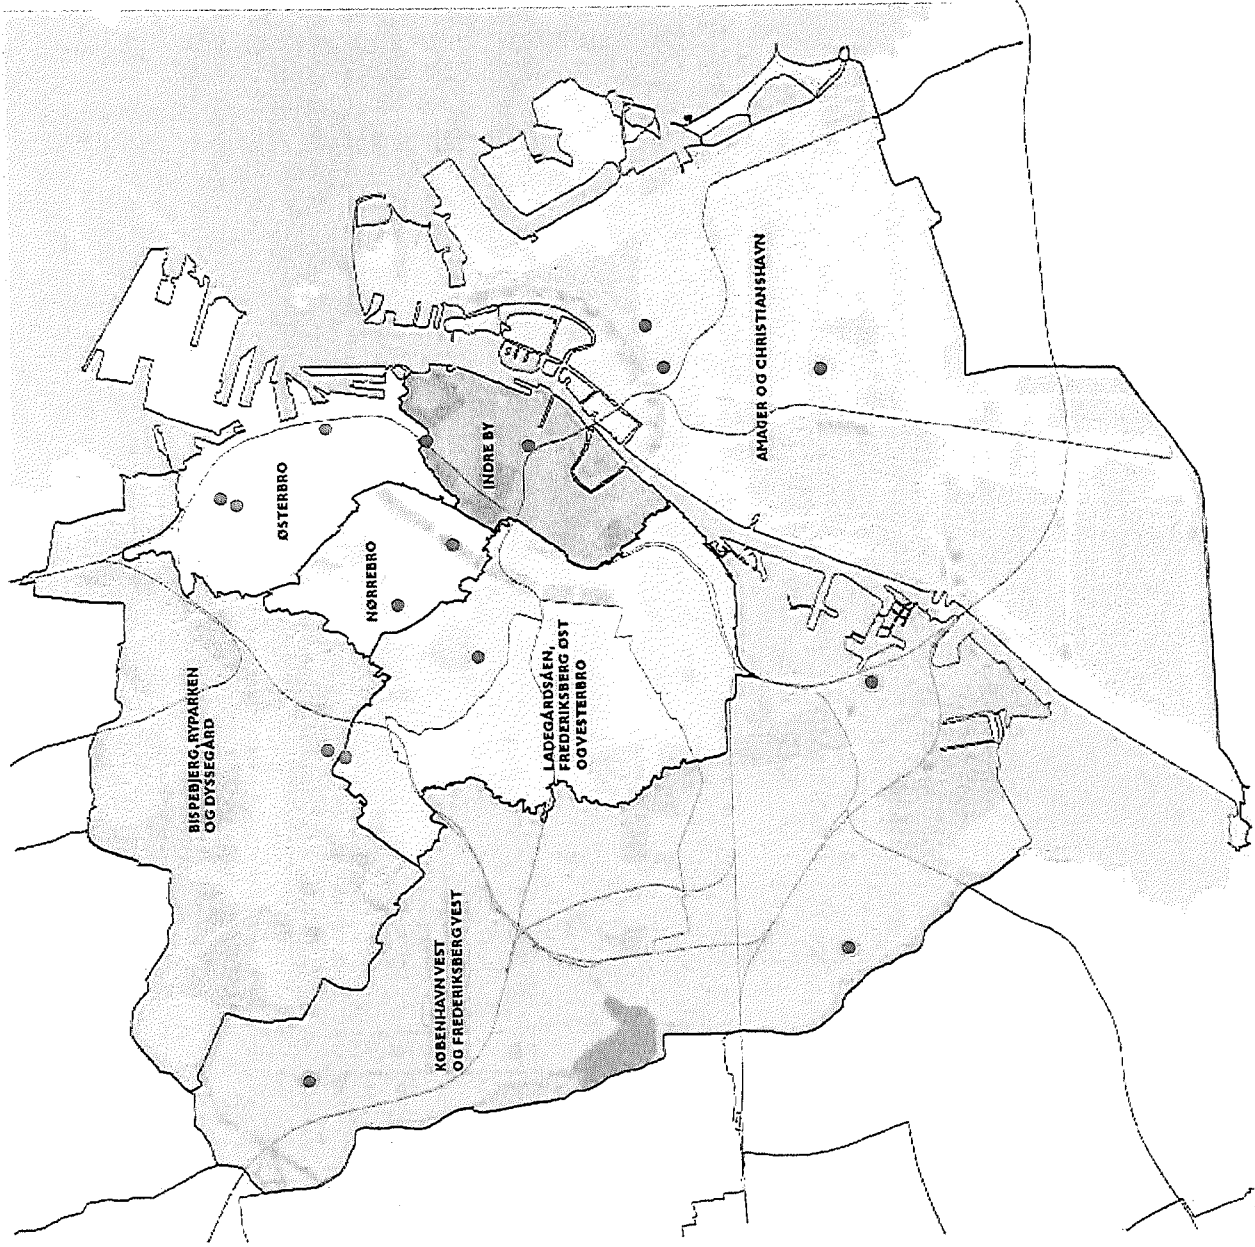 ØSTERBRO
NØRREBRO
INDRE BY
AMAGER OG CHRISTIANSHAVN
BISPEBJERG, RYPARKEN
OG DYSSEGÅRD
LADEGÅRDSÅEN,
FREDERIKSBERG ØST
OG VESTERBRO
KØBENHAVN VEST
OG FREDERIKSBERG VEST